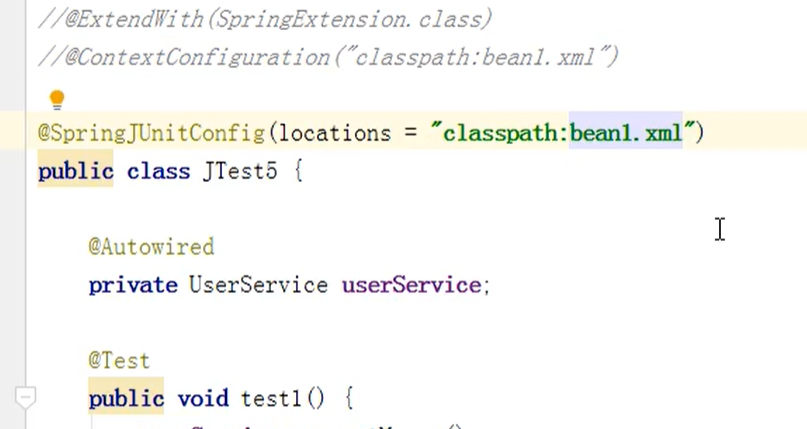 //@ExtendWith(SpringExtension.class)
//@ContextConfiguration("classpath:bean1.xml")
@SpringJUnitConfig(locations = "classpath:bean1.xml")
public class JTest5 {
@Autowired
private UserService userService;
@Test
public void test1() {